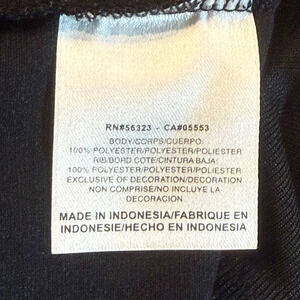 RN#56323 - CA#05553
BODY/CORPS/CUERPO:
100% POLYESTER/POLYESTER/POLIESTER
RIB/BORD COTE/CINTURA BAJA:
100% POLYESTER/POLYESTER/POLIESTER
EXCLUSIVE OF DECORATION/DECORATION
NON COMPRISE/NO INCLUYE LA
DECORACION
MADE IN INDONESIA/FABRIQUE EN
INDONESIE/HECHO EN INDONESIA